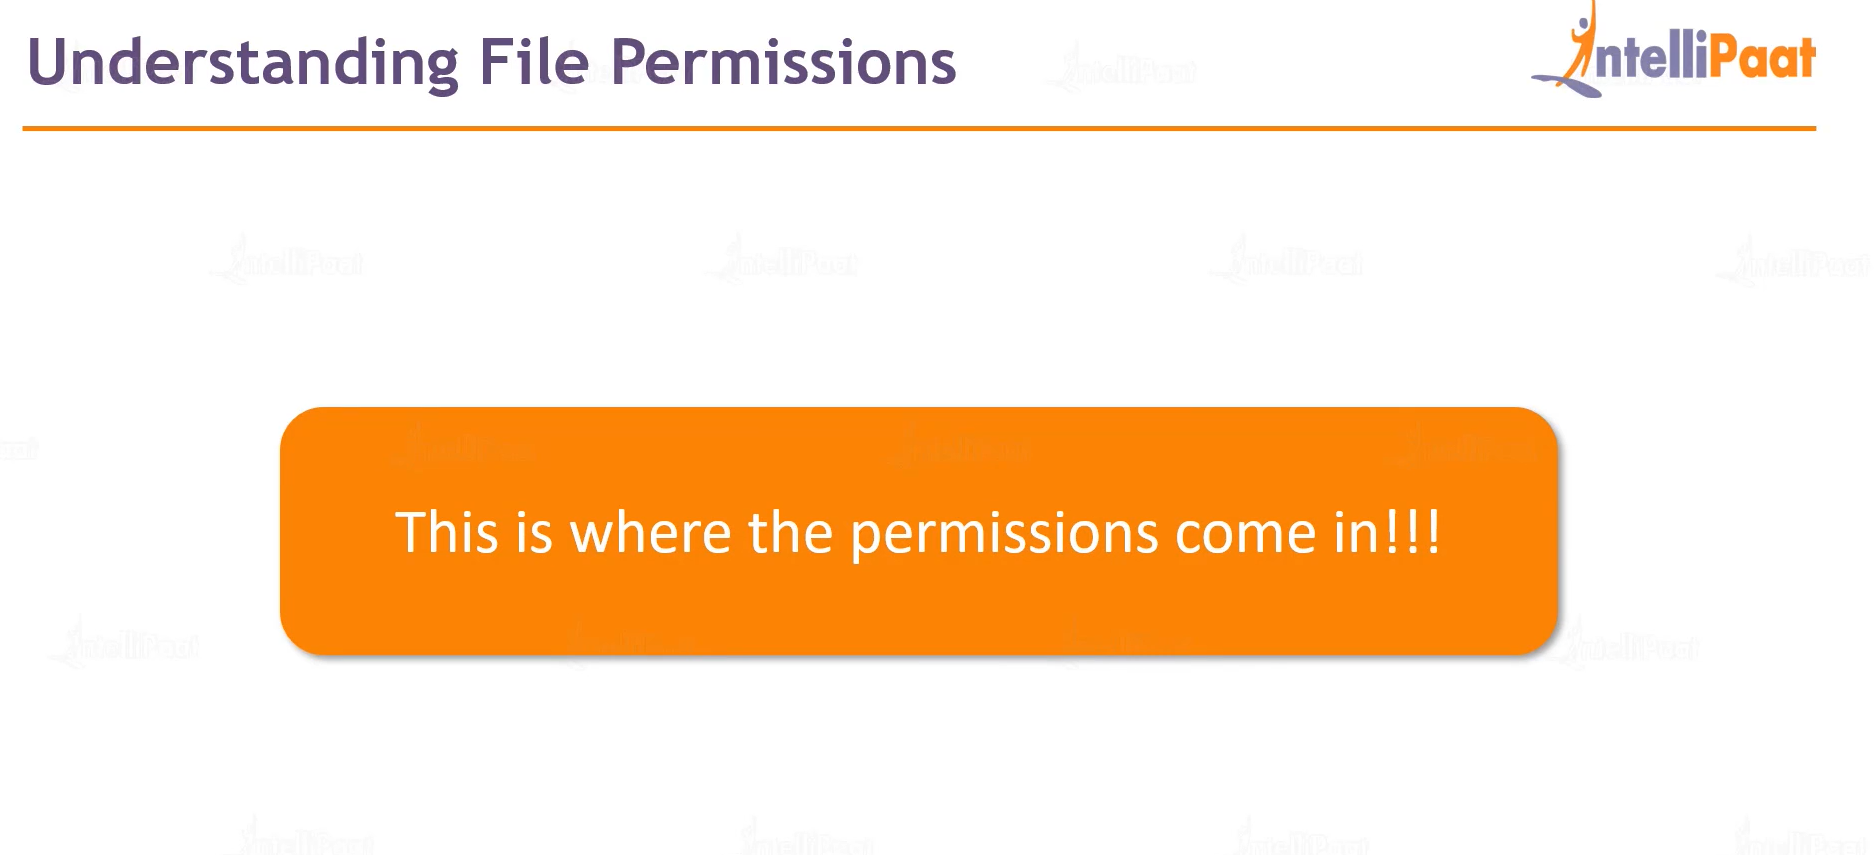 Understanding File Permissions
IntelliPaat
This is where the permissions come in!!!